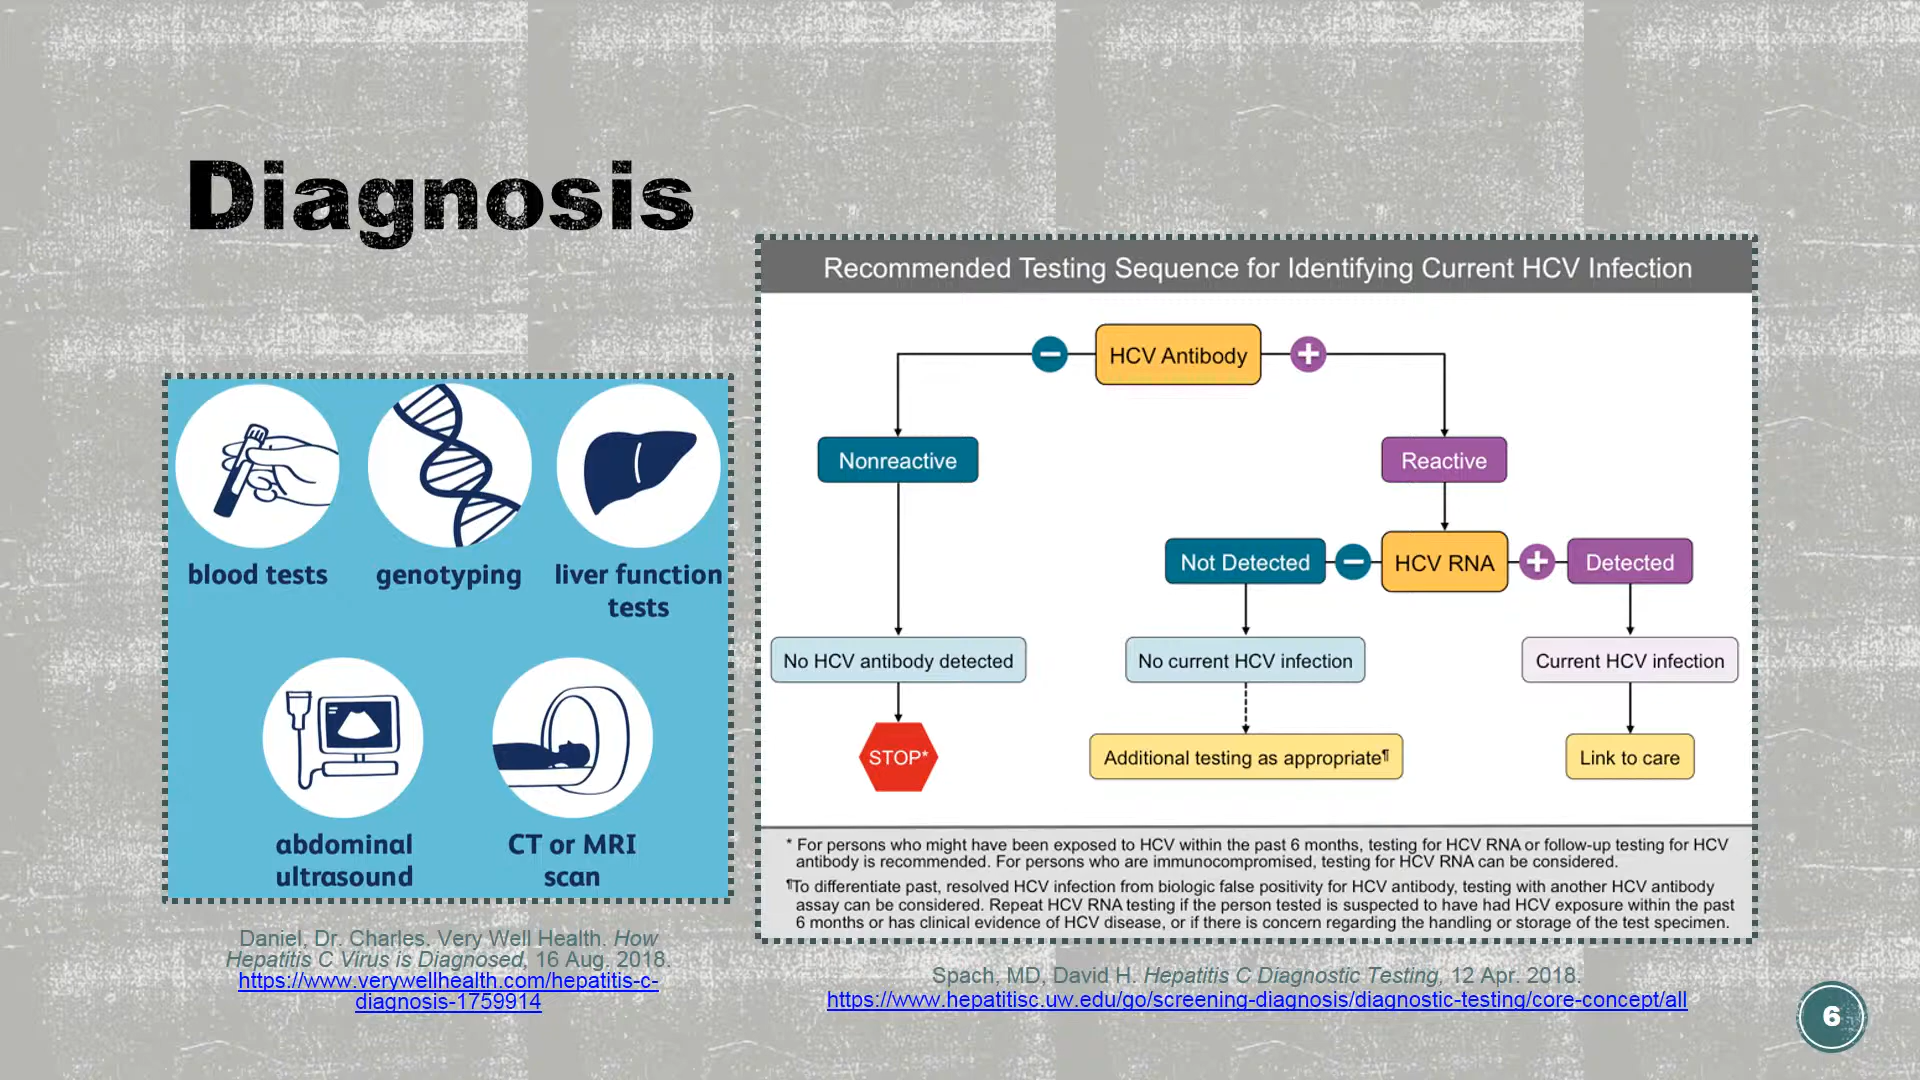 Diagnosis
blood tests
genotyping
liver function
tests
abdominal
ultrasound
CT or MRI
scan
Daniel, Dr. Charles, Very Well Health. How
Hepatitis C Virus is Diagnosed, 16 Aug. 2018.
https://www.verywellhealth.com/hepatitis-c-
diagnosis-1759914
Recommended Testing Sequence for Identifying Current HCV Infection
HCV Antibody
Nonreactive
Reactive
Not Detected
HCV RNA
Detected
No HCV antibody detected
No current HCV infection
Current HCV infection
STOP*
Additional testing as appropriate¶
Link to care
* For persons who might have been exposed to HCV within the past 6 months, testing for HCV RNA or follow-up testing for HCV
antibody is recommended. For persons who are immunocompromised, testing for HCV RNA can be considered.
¶To differentiate past, resolved HCV infection from biologic false positivity for HCV antibody, testing with another HCV antibody
assay can be considered. Repeat HCV RNA testing if the person tested is suspected to have had HCV exposure within the past
6 months or has clinical evidence of HCV disease, or if there is concern regarding the handling or storage of the test specimen.
Spach, MD, David H. Hepatitis C Diagnostic Testing, 12 Apr. 2018.
https://www.hepatitisc.uw.edu/go/screening-diagnosis/diagnostic-testing/core-concept/all
6